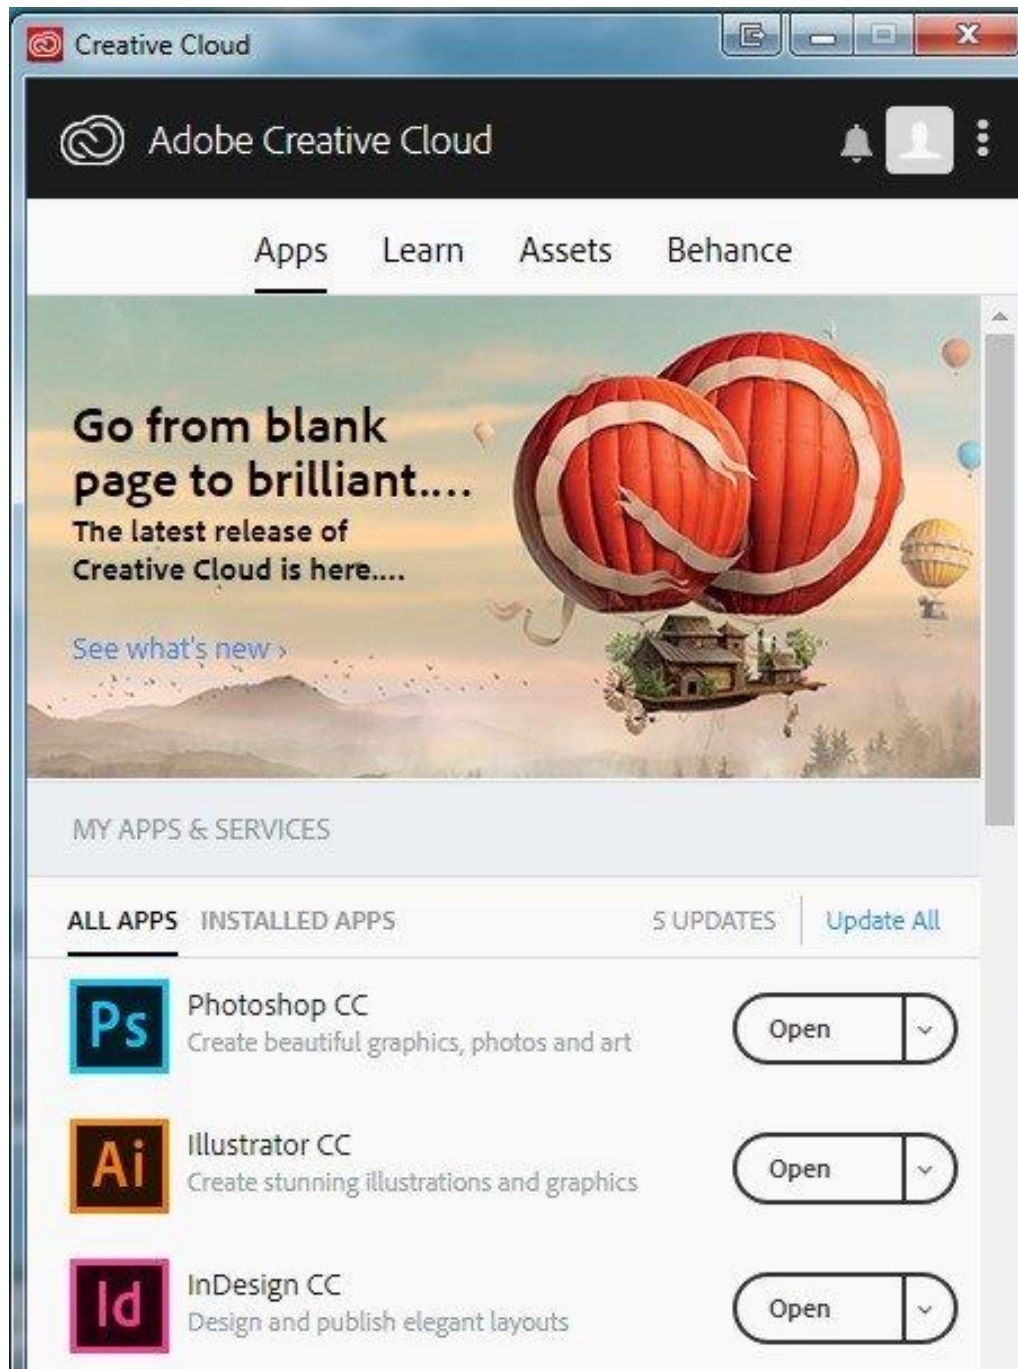 Creative Cloud
Adobe Creative Cloud
Apps Learn Assets Behance
Go from blank
page to brilliant....
The latest release of
Creative Cloud is here....
See what's new ›
MY APPS & SERVICES
ALL APPS INSTALLED APPS 5 UPDATES Update All
Ps Photoshop CC
Create beautiful graphics, photos and art
Open
Ai Illustrator CC
Create stunning illustrations and graphics
Open
Id InDesign CC
Design and publish elegant layouts
Open